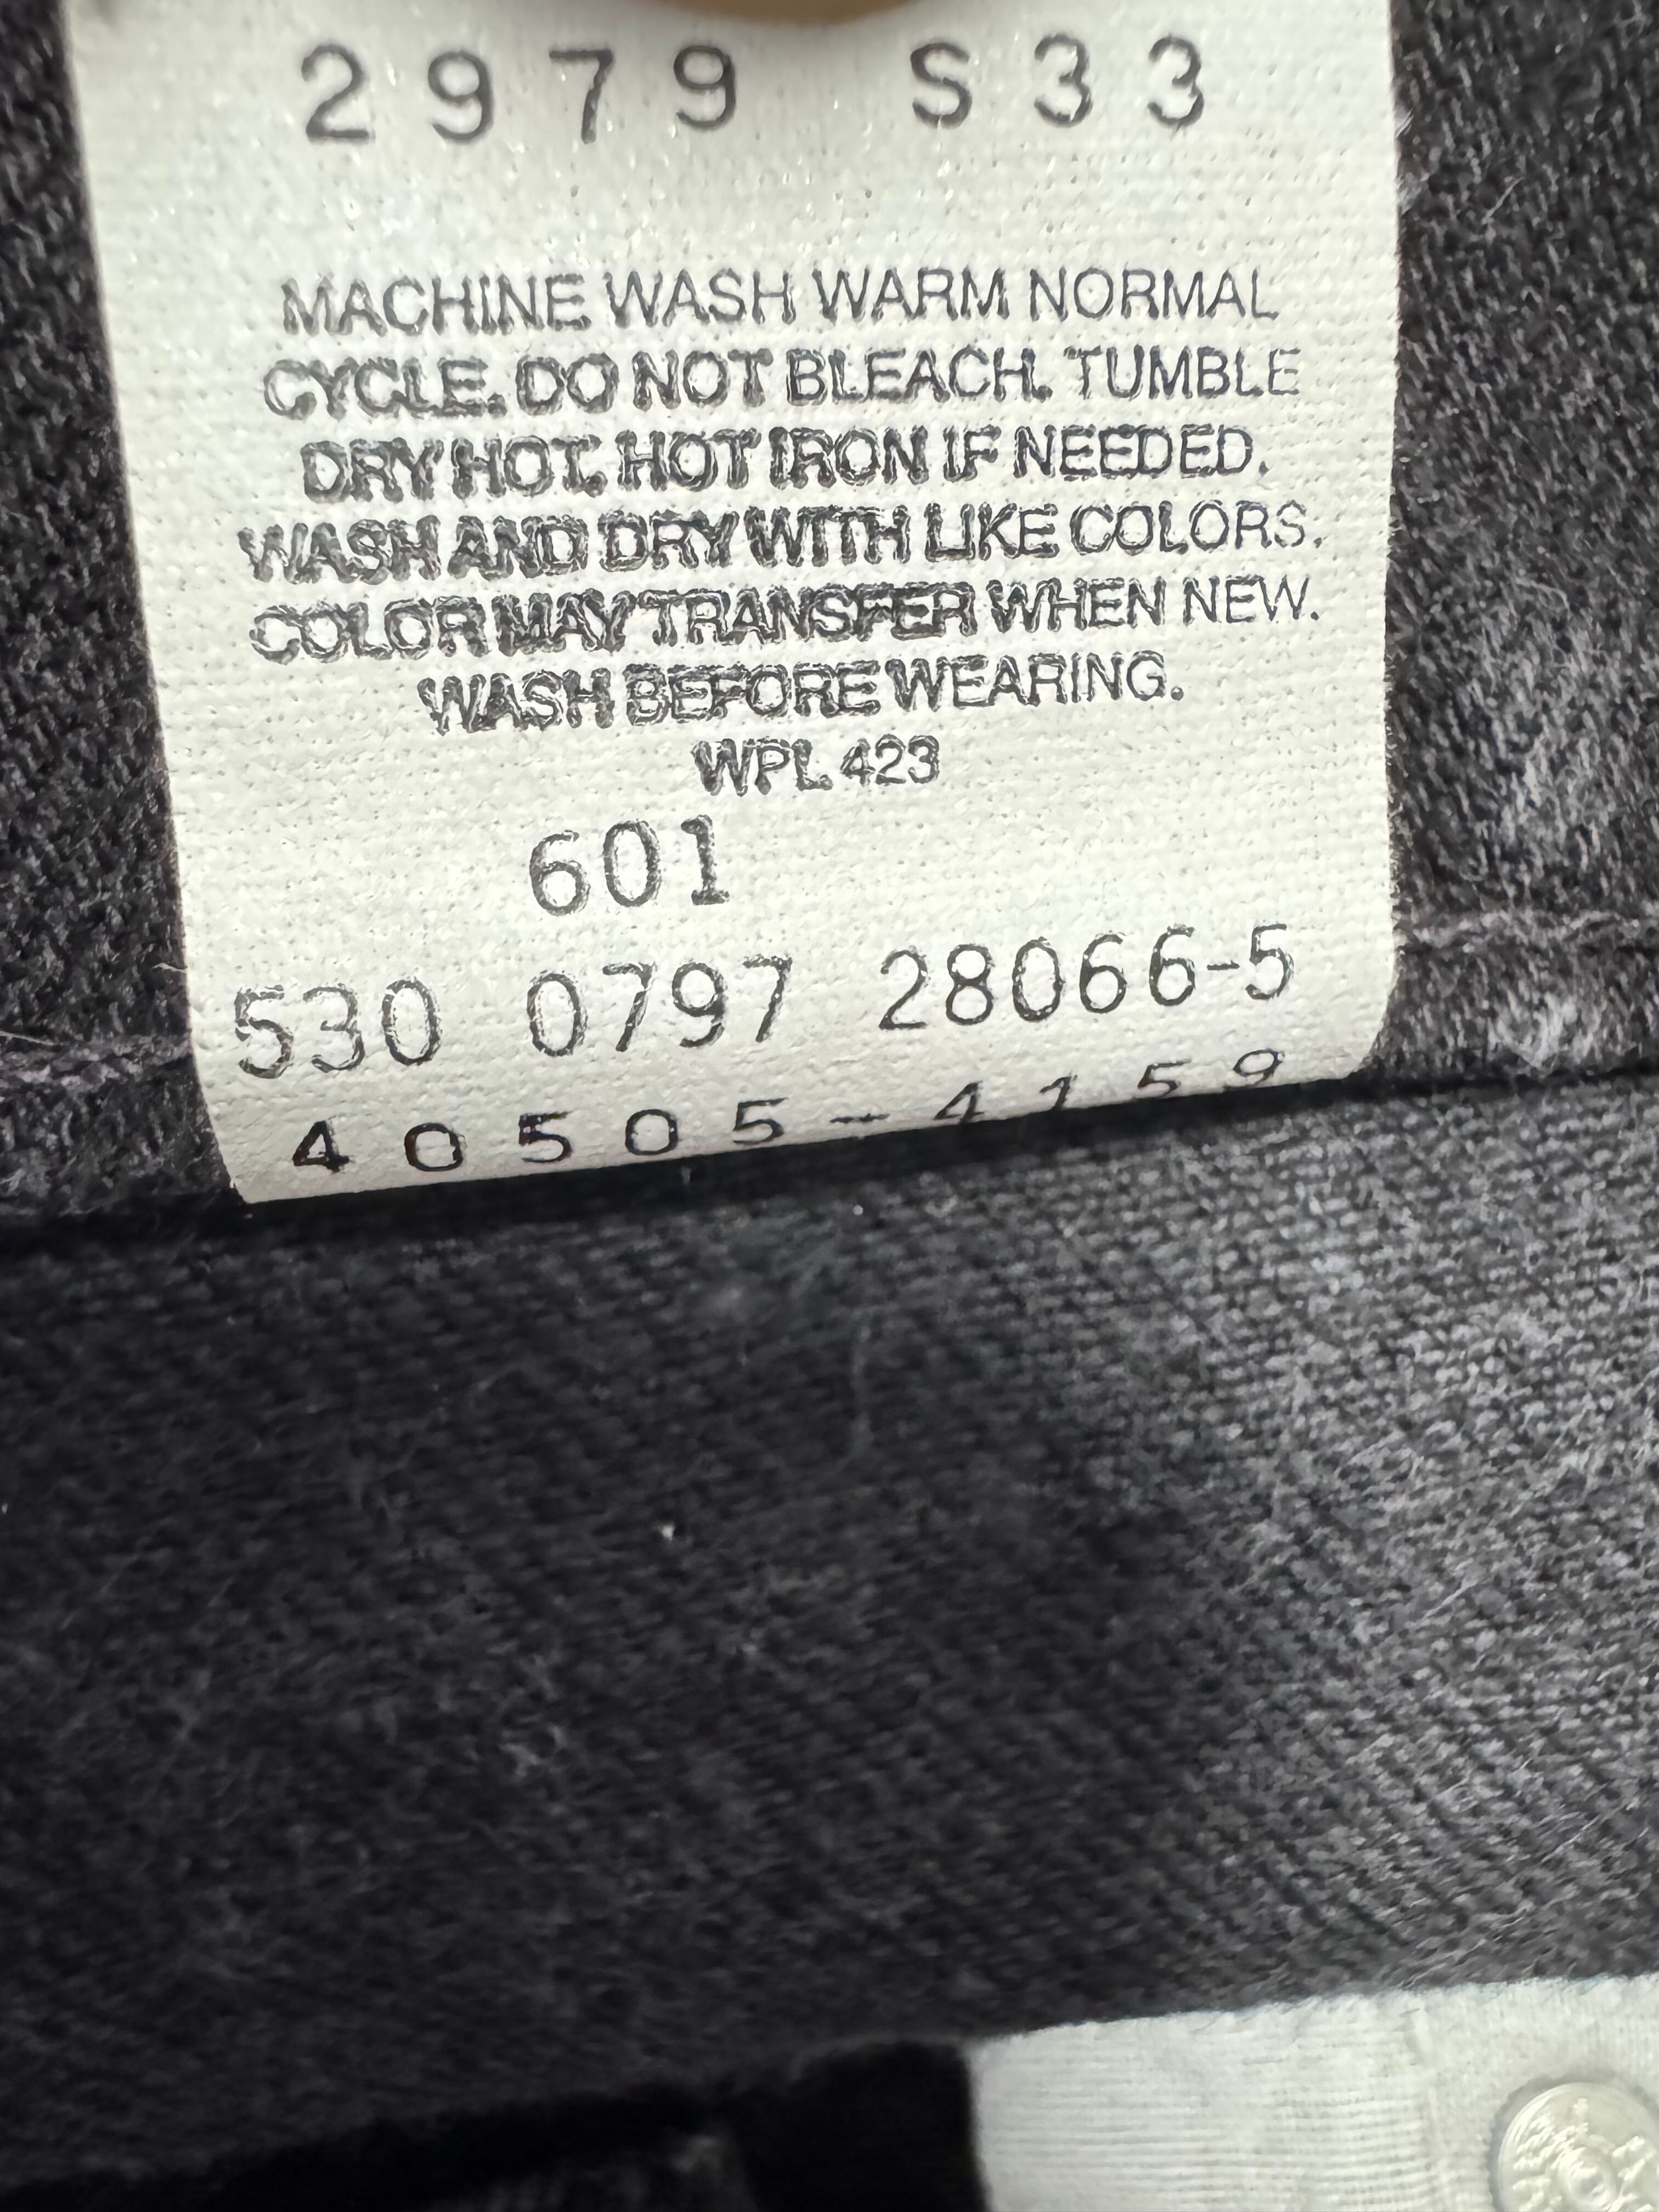 2979 S33
MACHINE WASH WARM NORMAL
CYCLE. DO NOT BLEACH. TUMBLE
DRY HOT. HOT IRON IF NEEDED.
WASH AND DRY WITH LIKE COLORS.
COLOR MAY TRANSFER WHEN NEW.
WASH BEFORE WEARING.
WPL 423
601
530 0797 28066-5
40505-4159